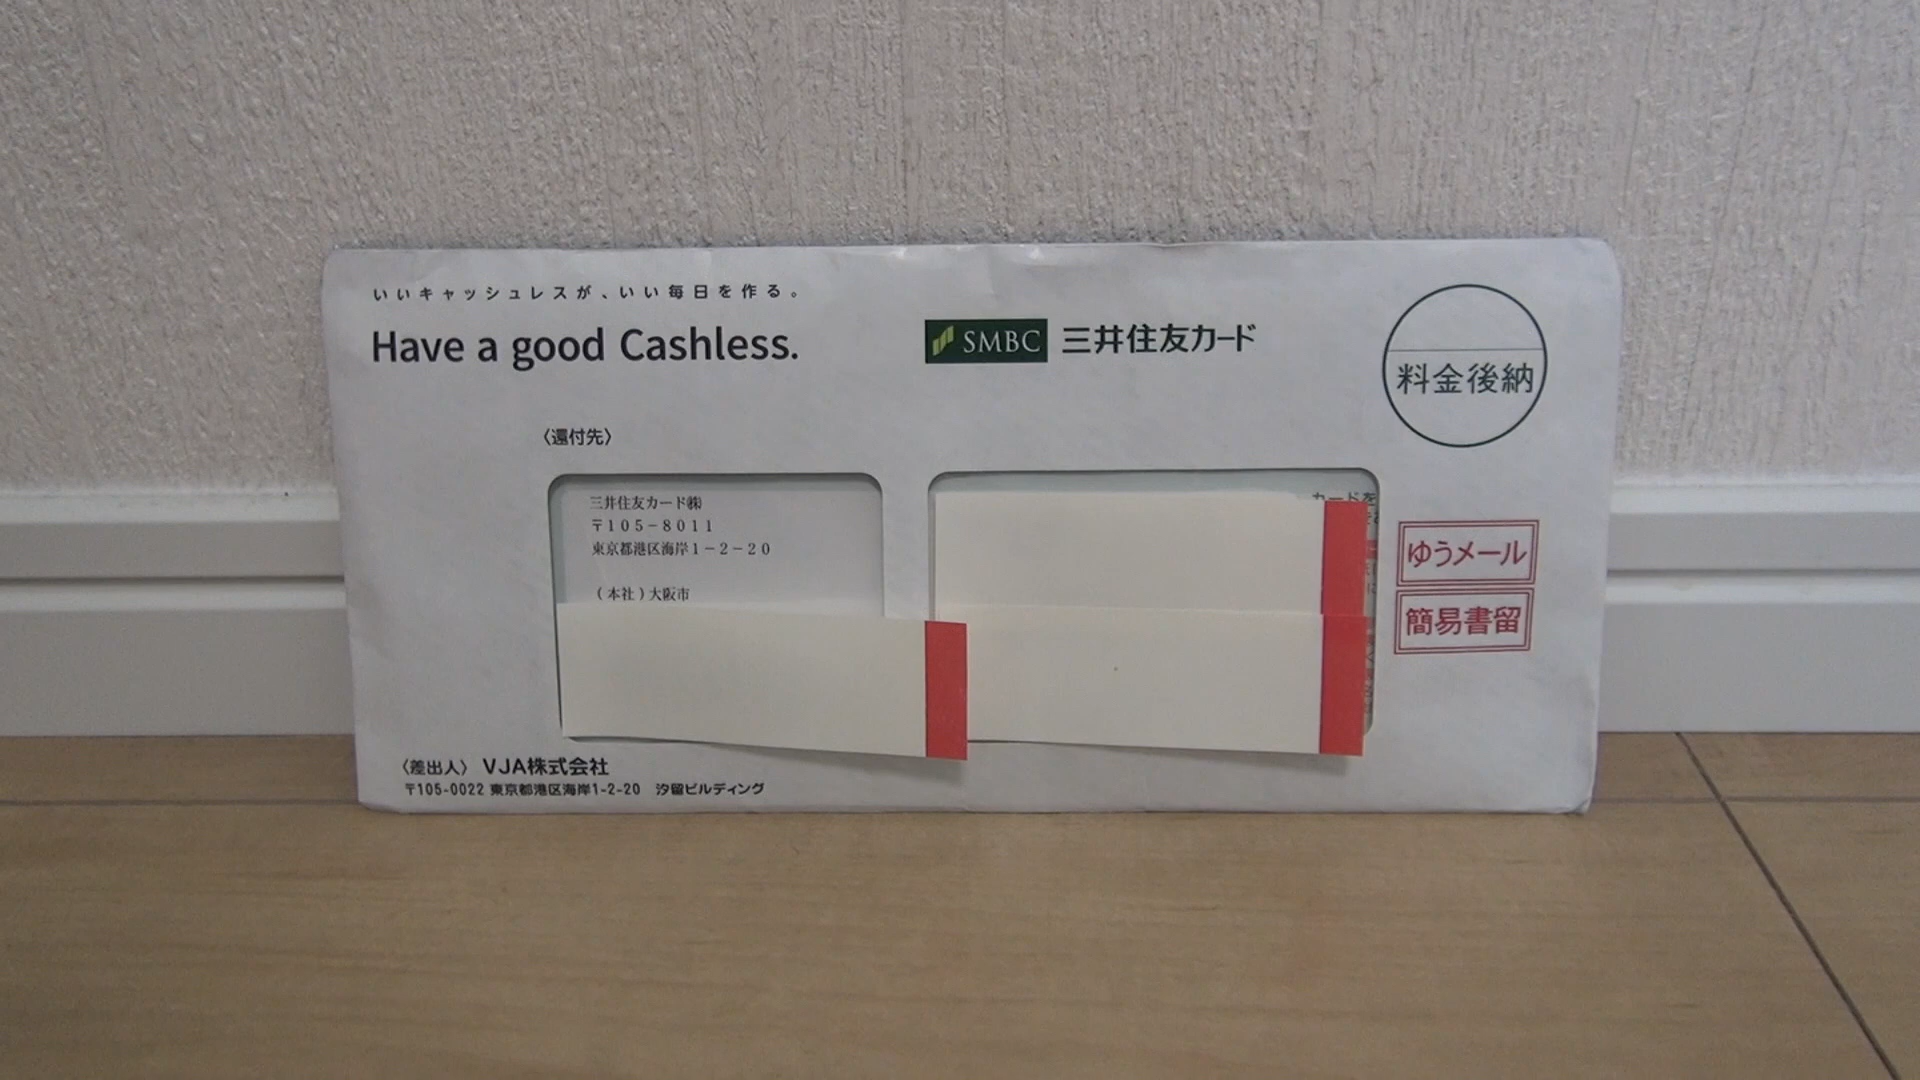 いいキャッシュレスが、いい毎日を作る。
Have a good Cashless.
SMBC 三井住友カード
料金後納
〈還付先〉
三井住友カード㈱
〒105-8011
東京都港区海岸1-2-20
(本社)大阪市
カードを
ゆうメール
簡易書留
〈差出人〉 VJA株式会社
〒105-0022 東京都港区海岸1-2-20 汐留ビルディング